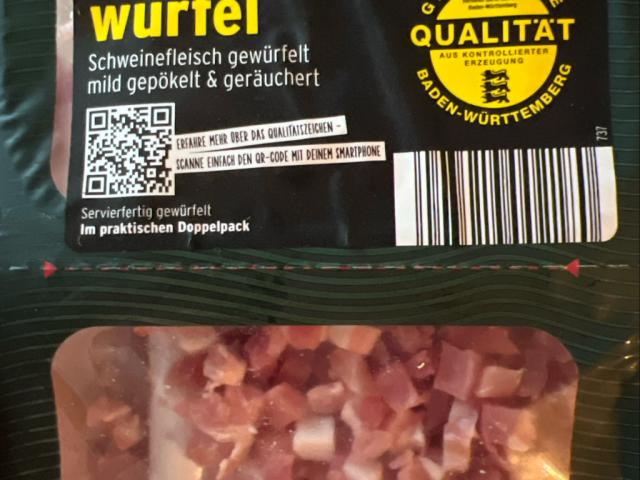 würfel
Schweinefleisch gewürfelt
mild gepökelt & geräuchert
QUALITÄT
AUS KONTROLLIERTER
ERZEUGUNG
BADEN-WÜRTTEMBERG
ERFAHRE MEHR ÜBER DAS QUALITÄTSZEICHEN –
SCANNE EINFACH DEN QR-CODE MIT DEINEM SMARTPHONE
737
Servierfertig gewürfelt
Im praktischen Doppelpack